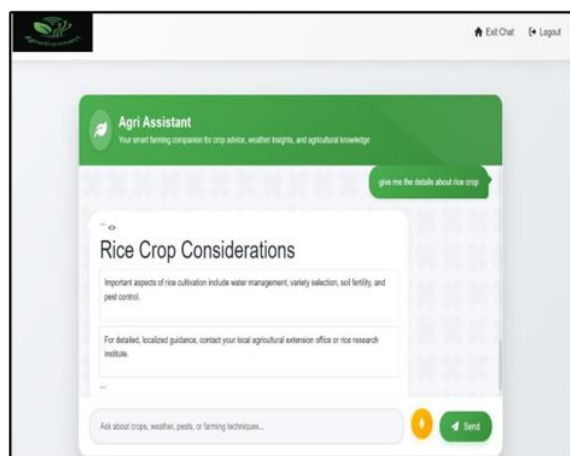 AgroConnect
Exit Chat
Logout
Agri Assistant
Your smart farming companion for crop advice, weather insights, and agricultural knowledge
give me the details about rice crop
``` <>
Rice Crop Considerations
Important aspects of rice cultivation include water management, variety selection, soil fertility, and
pest control.
For detailed, localized guidance, contact your local agricultural extension office or rice research
institute.
```
Ask about crops, weather, pests, or farming techniques...
Send